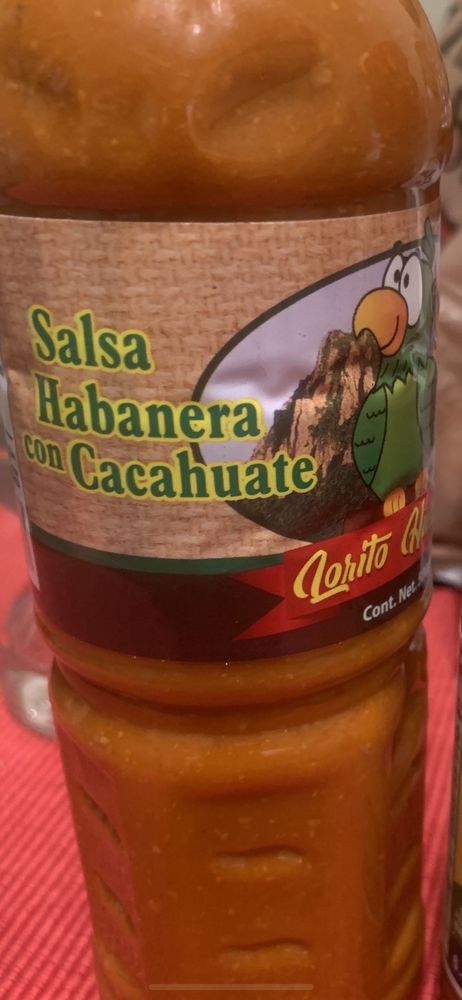 Salsa
Habanera
con Cacahuate
Lorito
Cont. Net.